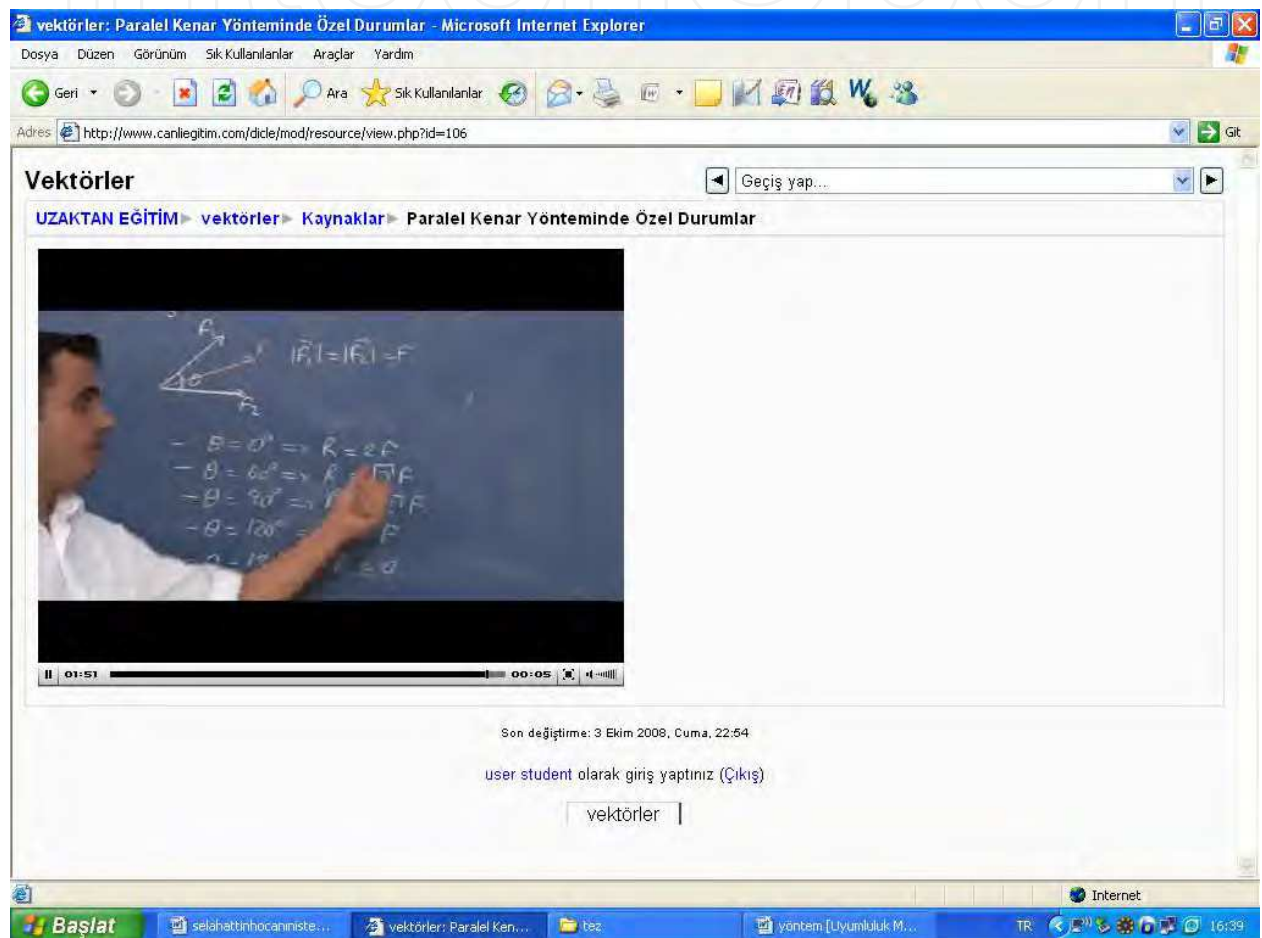 vektörler: Paralel Kenar Yönteminde Özel Durumlar - Microsoft Internet Explorer
Dosya Düzen Görünüm Sık Kullanılanlar Araçlar Yardım
Geri Ara Sık Kullanılanlar
Adres http://www.canliegitim.com/dicle/mod/resource/view.php?id=106 Git
Vektörler Geçiş yap...
UZAKTAN EĞİTİM► vektörler► Kaynaklar► Paralel Kenar Yönteminde Özel Durumlar
|F₁|=|F₂|=F
F₂
- θ=0° => R=2F
- θ=60° => R F
- θ=90° => F
- θ=120° = F
= 0
01:51 00:05
Son değiştirme: 3 Ekim 2008, Cuma, 22:54
user student olarak giriş yaptınız (Çıkış)
vektörler
Internet
Başlat selahattinhocanniste... vektörler: Paralel Ken... tez yöntem [Uyumluluk M... TR 16:39